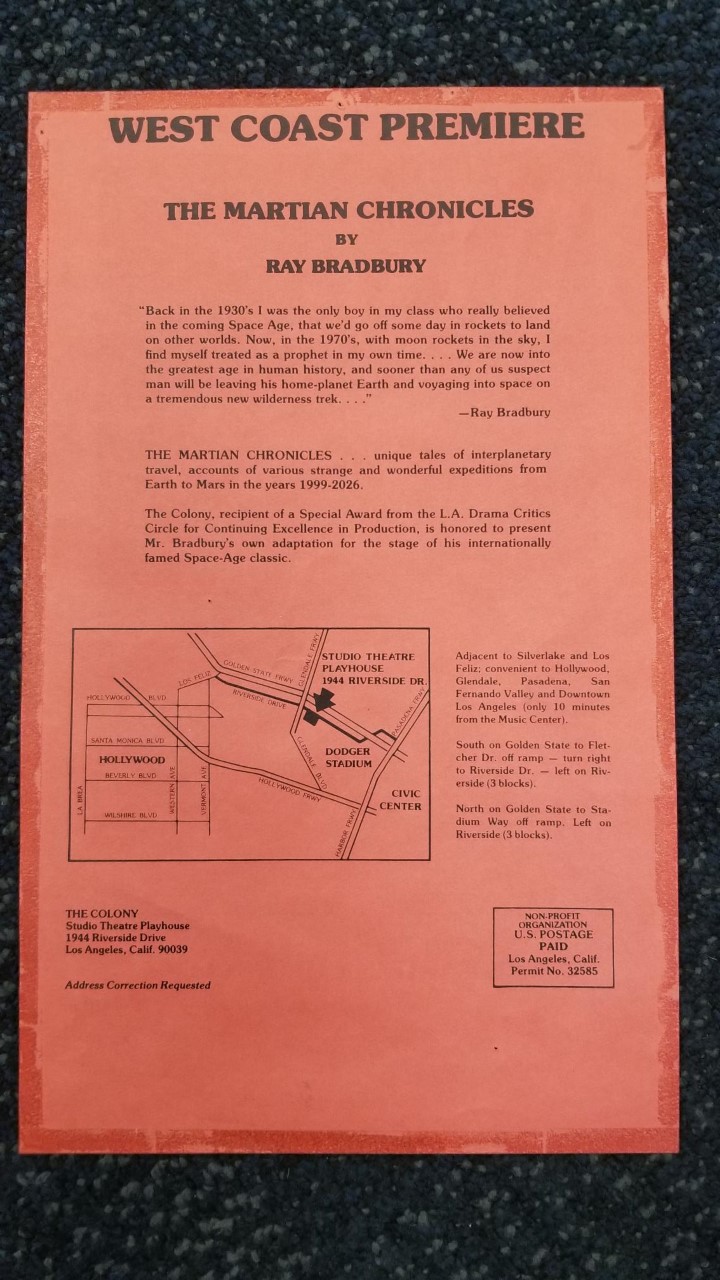 WEST COAST PREMIERE
THE MARTIAN CHRONICLES
BY
RAY BRADBURY
“Back in the 1930's I was the only boy in my class who really believed
in the coming Space Age, that we'd go off some day in rockets to land
on other worlds. Now, in the 1970's, with moon rockets in the sky, I
find myself treated as a prophet in my own time. . . . We are now into
the greatest age in human history, and sooner than any of us suspect
man will be leaving his home-planet Earth and voyaging into space on
a tremendous new wilderness trek. . . .”
—Ray Bradbury
THE MARTIAN CHRONICLES . . . unique tales of interplanetary
travel, accounts of various strange and wonderful expeditions from
Earth to Mars in the years 1999-2026.
The Colony, recipient of a Special Award from the L.A. Drama Critics
Circle for Continuing Excellence in Production, is honored to present
Mr. Bradbury's own adaptation for the stage of his internationally
famed Space-Age classic.
STUDIO THEATRE
PLAYHOUSE
1944 RIVERSIDE DR.
GLENDALE FRWY
GOLDEN STATE FRWY
LOS FELIZ
RIVERSIDE DRIVE
PASADENA FRWY
HOLLYWOOD BLVD
SANTA MONICA BLVD
HOLLYWOOD
BEVERLY BLVD
WILSHIRE BLVD
LA BREA
WESTERN AVE
VERMONT AVE
GLENDALE BLVD
HOLLYWOOD FRWY
DODGER
STADIUM
CIVIC
CENTER
HARBOR FRWY
Adjacent to Silverlake and Los
Feliz; convenient to Hollywood,
Glendale, Pasadena, San
Fernando Valley and Downtown
Los Angeles (only 10 minutes
from the Music Center).
South on Golden State to Flet-
cher Dr. off ramp — turn right
to Riverside Dr. — left on Riv-
erside (3 blocks).
North on Golden State to Sta-
dium Way off ramp. Left on
Riverside (3 blocks).
THE COLONY
Studio Theatre Playhouse
1944 Riverside Drive
Los Angeles, Calif. 90039
Address Correction Requested
NON-PROFIT
ORGANIZATION
U.S. POSTAGE
PAID
Los Angeles, Calif.
Permit No. 32585